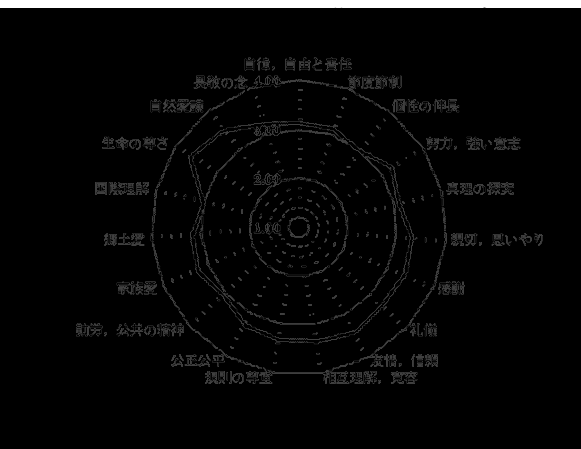 自律，自由と責任
節度節制
個性の伸長
努力，強い意志
真理の探究
親切，思いやり
感謝
礼儀
友情，信頼
相互理解，寛容
規則の尊重
公正公平
勤労，公共の精神
家族愛
郷土愛
国際理解
生命の尊さ
自然愛護
畏敬の念
4.00
3.00
2.00
1.00